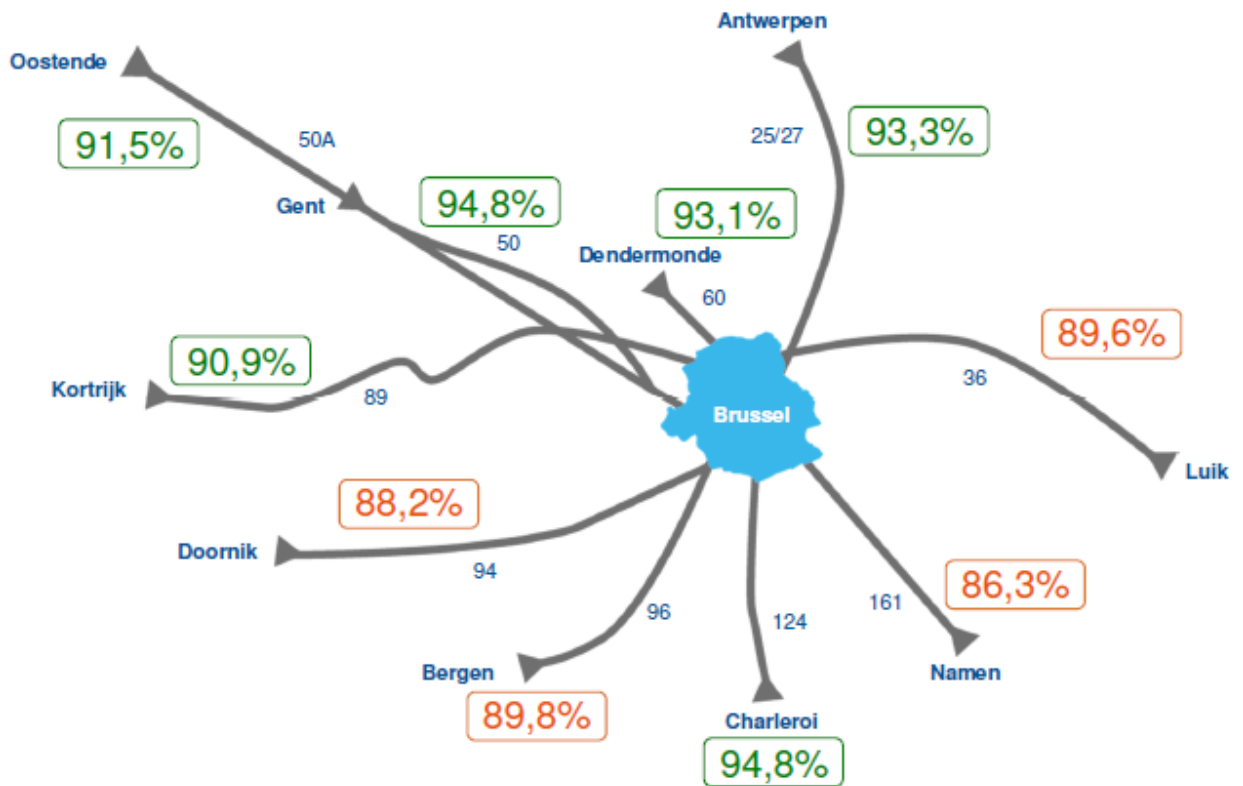 Antwerpen
Oostende
91,5%
50A
25/27
93,3%
Gent
94,8%
93,1%
50
Dendermonde
60
89,6%
90,9%
36
Kortrijk
89
Brussel
Luik
88,2%
Doornik
94
86,3%
161
96
124
Bergen
Namen
89,8%
Charleroi
94,8%